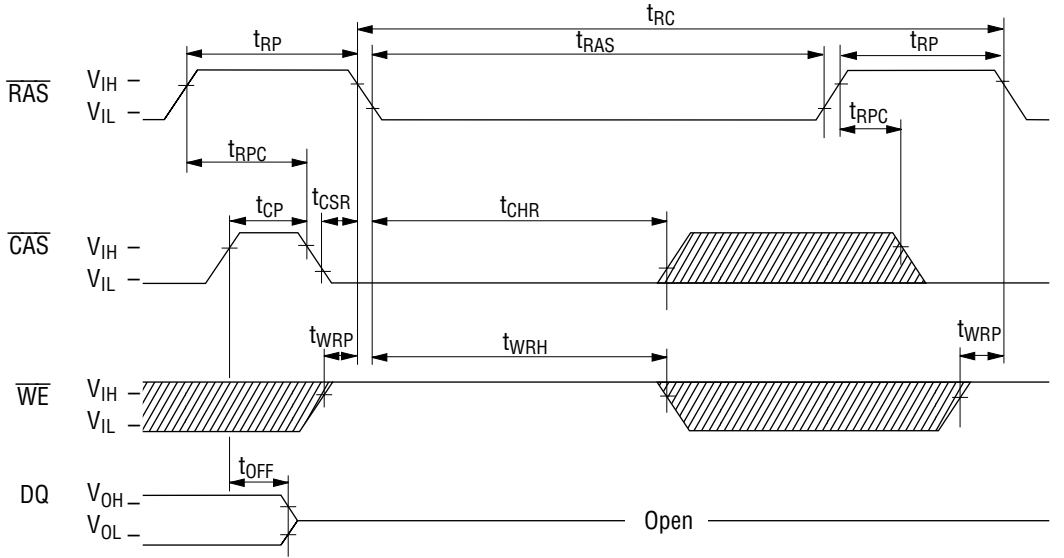 tRC
tRP tRAS tRP
RAS VIH
VIL
tRPC
tRPC
tCP tCSR tCHR
CAS VIH
VIL
tWRP tWRH tWRP
WE VIH
VIL
tOFF
DQ VOH
VOL
Open